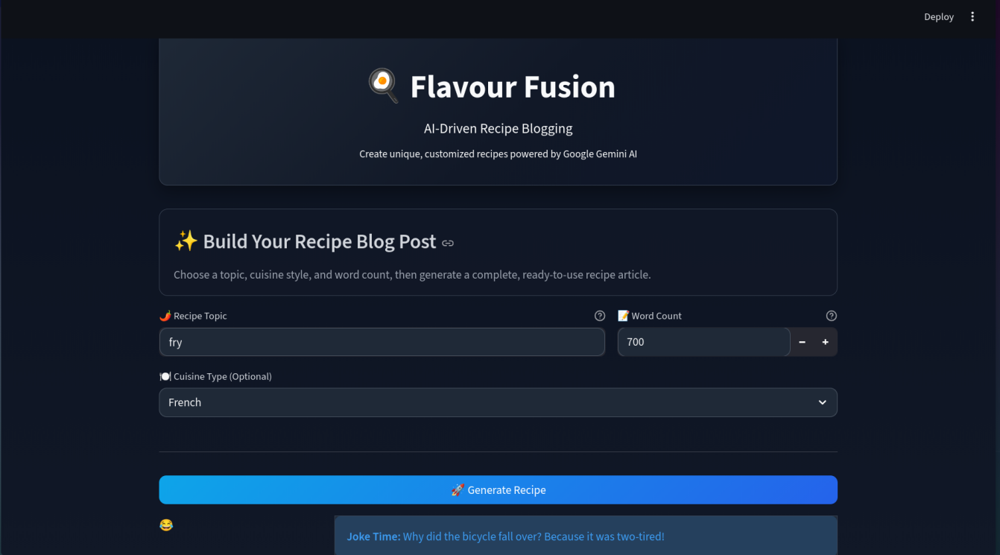 Deploy
Flavour Fusion
AI-Driven Recipe Blogging
Create unique, customized recipes powered by Google Gemini AI
✨ Build Your Recipe Blog Post
Choose a topic, cuisine style, and word count, then generate a complete, ready-to-use recipe article.
🌶️ Recipe Topic
📝 Word Count
fry
700
🍽️ Cuisine Type (Optional)
French
🚀 Generate Recipe
😂
Joke Time: Why did the bicycle fall over? Because it was two-tired!